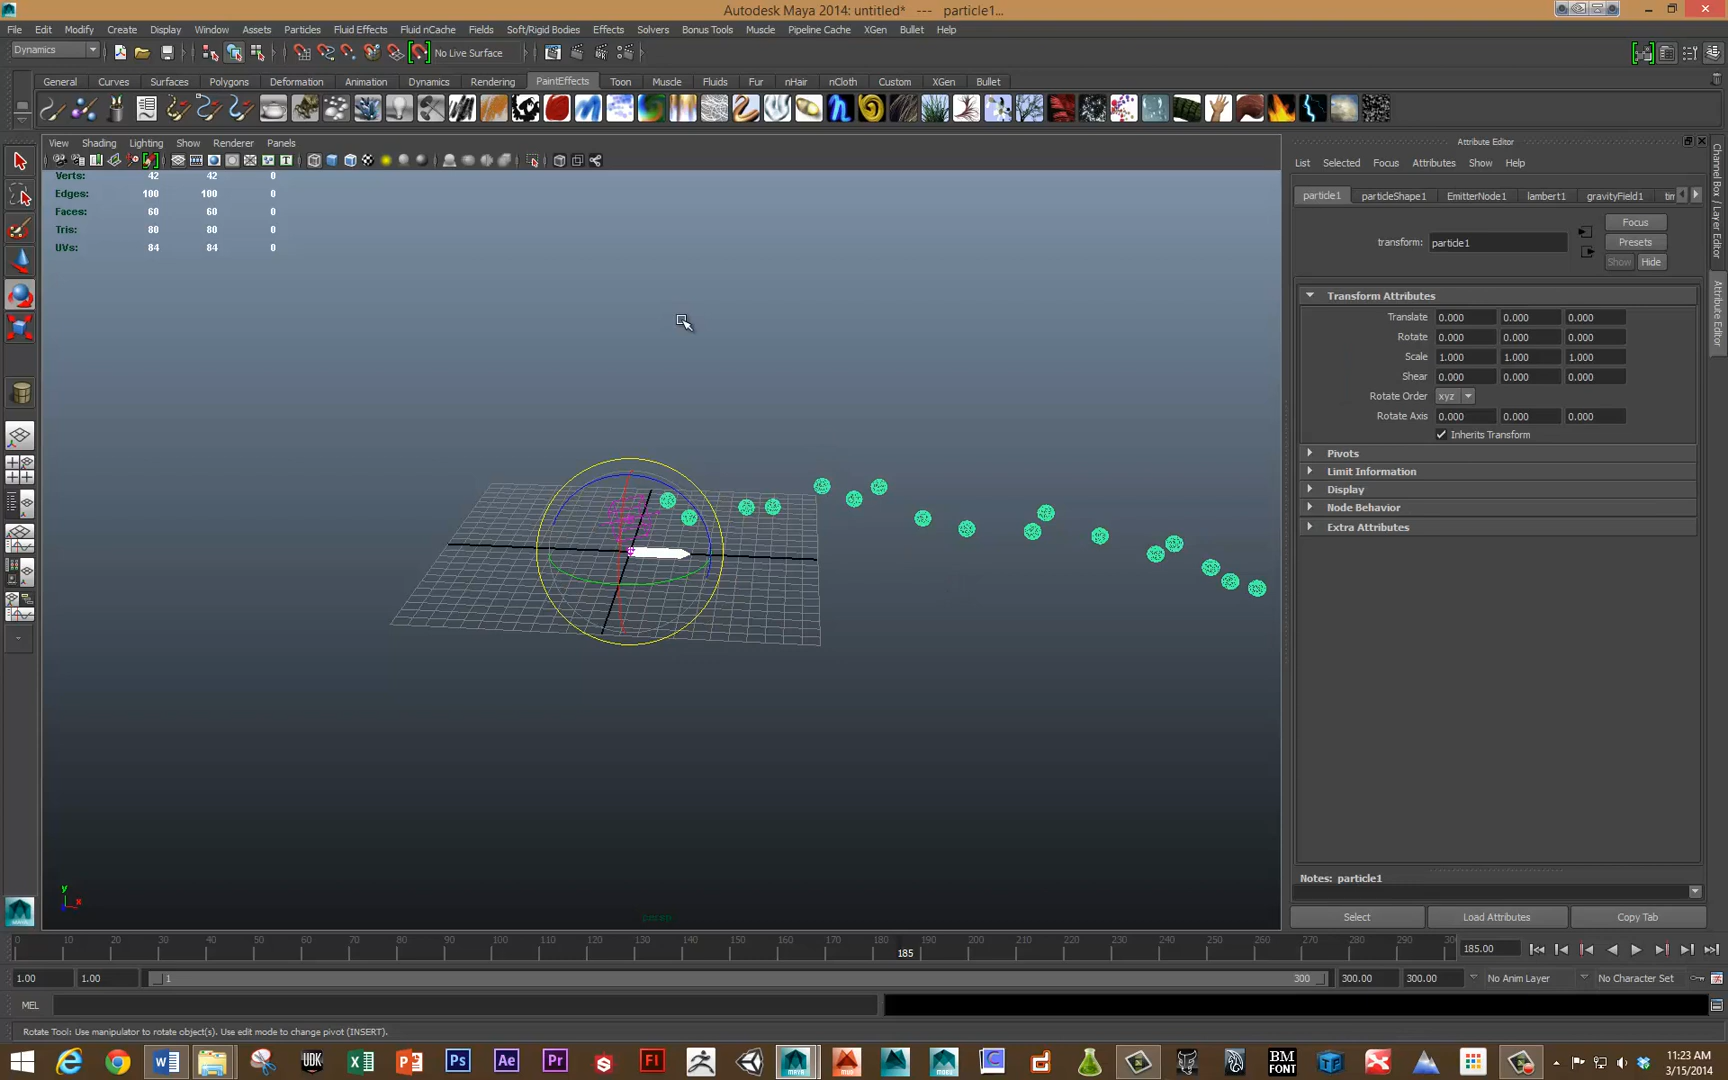 Autodesk Maya 2014: untitled*   ---   particle1...
File Edit Modify Create Display Window Assets Particles Fluid Effects Fluid nCache Fields Soft/Rigid Bodies Effects Solvers Bonus Tools Muscle Pipeline Cache XGen Bullet Help
Dynamics No Live Surface
General Curves Surfaces Polygons Deformation Animation Dynamics Rendering PaintEffects Toon Muscle Fluids Fur nHair nCloth Custom XGen Bullet
View Shading Lighting Show Renderer Panels
Verts: 42 42 0
Edges: 100 100 0
Faces: 60 60 0
Tris: 80 80 0
UVs: 84 84 0
persp
y
x
Attribute Editor
List Selected Focus Attributes Show Help
particle1 particleShape1 EmitterNode1 lambert1 gravityField1
Focus
transform: particle1 Presets
Show Hide
Transform Attributes
Translate 0.000 0.000 0.000
Rotate 0.000 0.000 0.000
Scale 1.000 1.000 1.000
Shear 0.000 0.000 0.000
Rotate Order xyz
Rotate Axis 0.000 0.000 0.000
Inherits Transform
Pivots
Limit Information
Display
Node Behavior
Extra Attributes
Notes: particle1
Select Load Attributes Copy Tab
Channel Box / Layer Editor
Attribute Editor
0 10 20 30 40 50 60 70 80 90 100 110 120 130 140 150 160 170 180 190 200 210 220 230 240 250 260 270 280 290
185 185.00
1.00 1.00 1 300 300.00 300.00 No Anim Layer No Character Set
MEL
Rotate Tool: Use manipulator to rotate object(s). Use edit mode to change pivot (INSERT).
UDK Ps Ae Pr Fl BM FONT
11:23 AM
3/15/2014